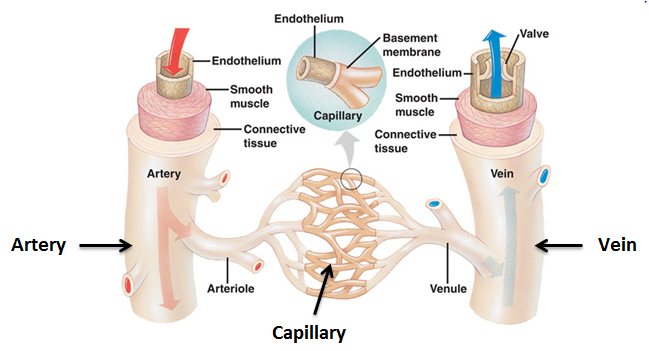 Endothelium
Smooth
muscle
Connective
tissue
Artery
Arteriole
Artery
Endothelium
Basement
membrane
Capillary
Capillary
Valve
Endothelium
Smooth
muscle
Connective
tissue
Vein
Venule
Vein